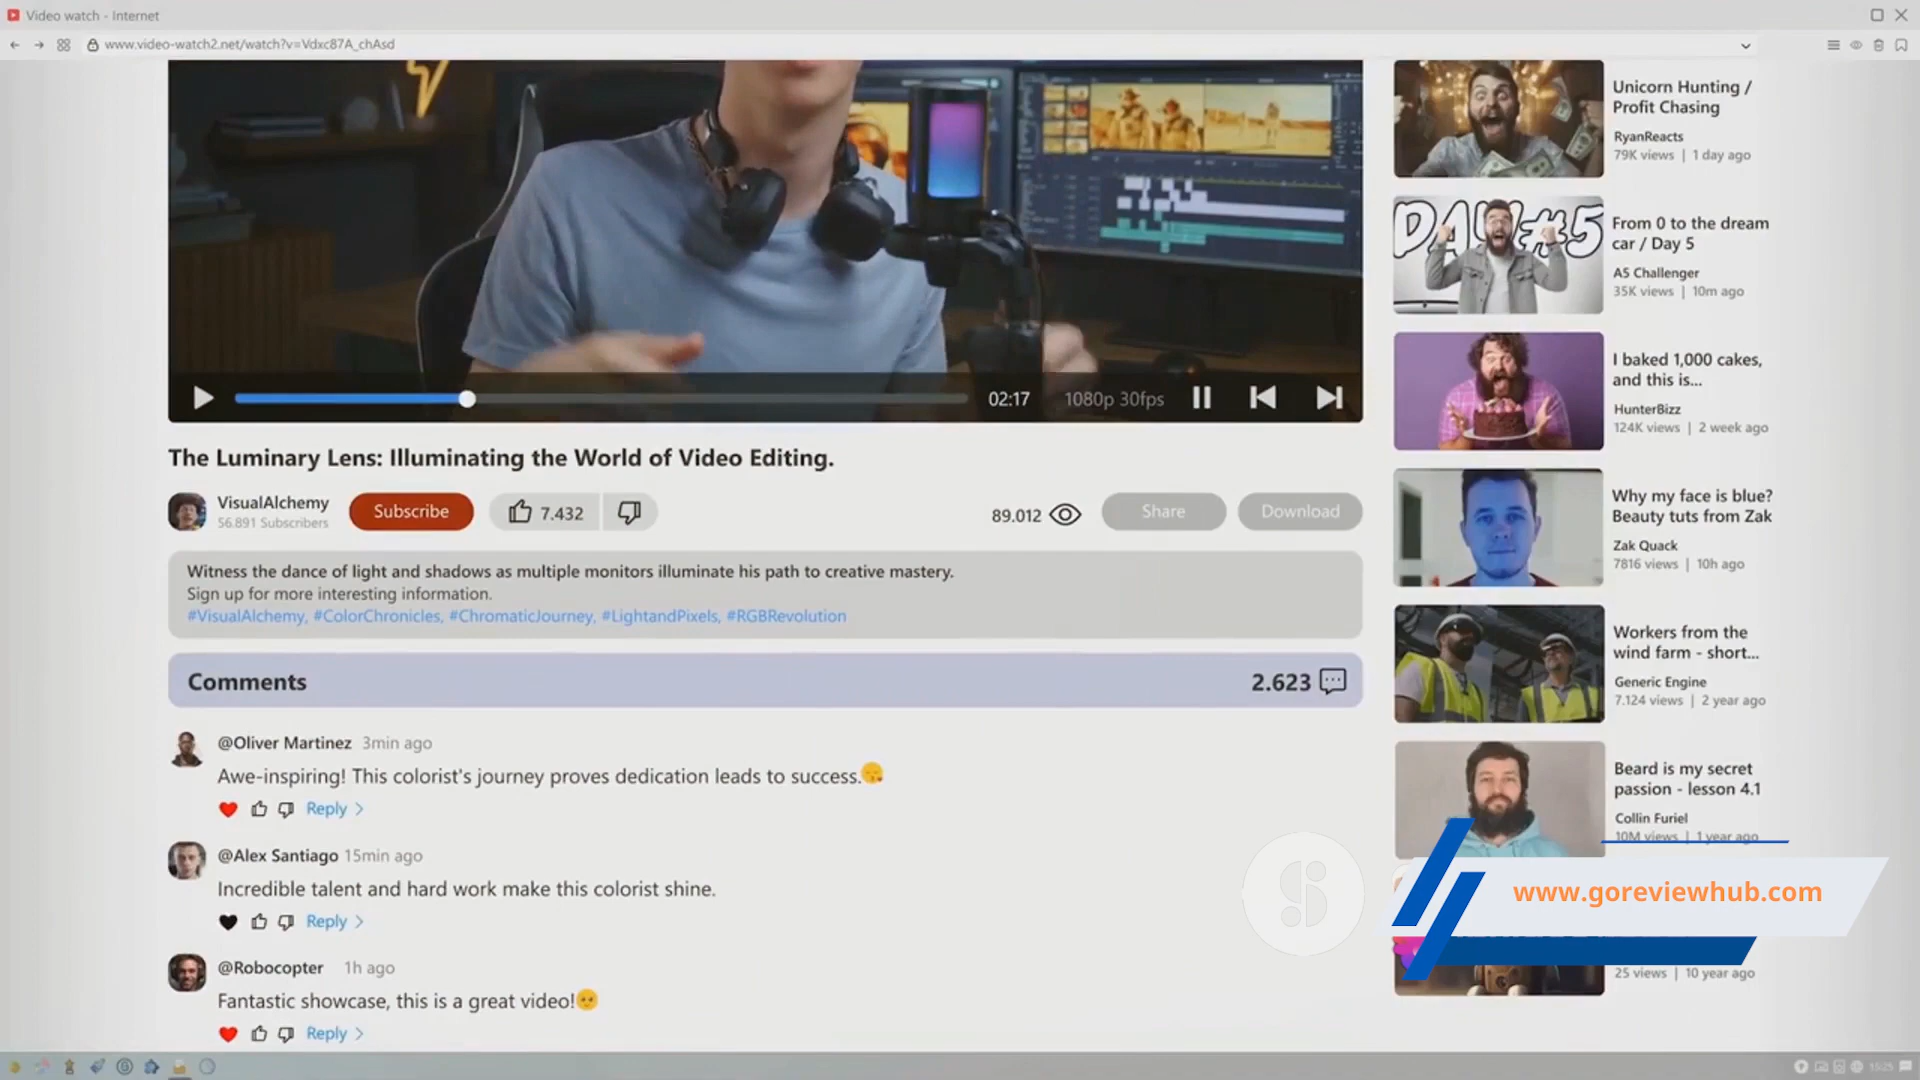 Video watch - Internet
www.video-watch2.net/watch?v=Vdxc87A_chAsd
02:17
1080p 30fps
The Luminary Lens: Illuminating the World of Video Editing.
VisualAlchemy
56.891 Subscribers
Subscribe
7.432
89.012
Share
Download
Witness the dance of light and shadows as multiple monitors illuminate his path to creative mastery.
Sign up for more interesting information.
#VisualAlchemy, #ColorChronicles, #ChromaticJourney, #LightandPixels, #RGBRevolution
Comments
2.623
@Oliver Martinez 3min ago
Awe-inspiring! This colorist's journey proves dedication leads to success.
Reply >
@Alex Santiago 15min ago
Incredible talent and hard work make this colorist shine.
Reply >
@Robocopter 1h ago
Fantastic showcase, this is a great video!
Reply >
Unicorn Hunting /
Profit Chasing
RyanReacts
79K views | 1 day ago
DAY #5
From 0 to the dream
car / Day 5
A5 Challenger
35K views | 10m ago
I baked 1,000 cakes,
and this is...
HunterBizz
124K views | 2 week ago
Why my face is blue?
Beauty tuts from Zak
Zak Quack
7816 views | 10h ago
Workers from the
wind farm - short...
Generic Engine
7.124 views | 2 year ago
Beard is my secret
passion - lesson 4.1
Collin Furiel
10M views | 1 year ago
www.goreviewhub.com
25 views | 10 year ago